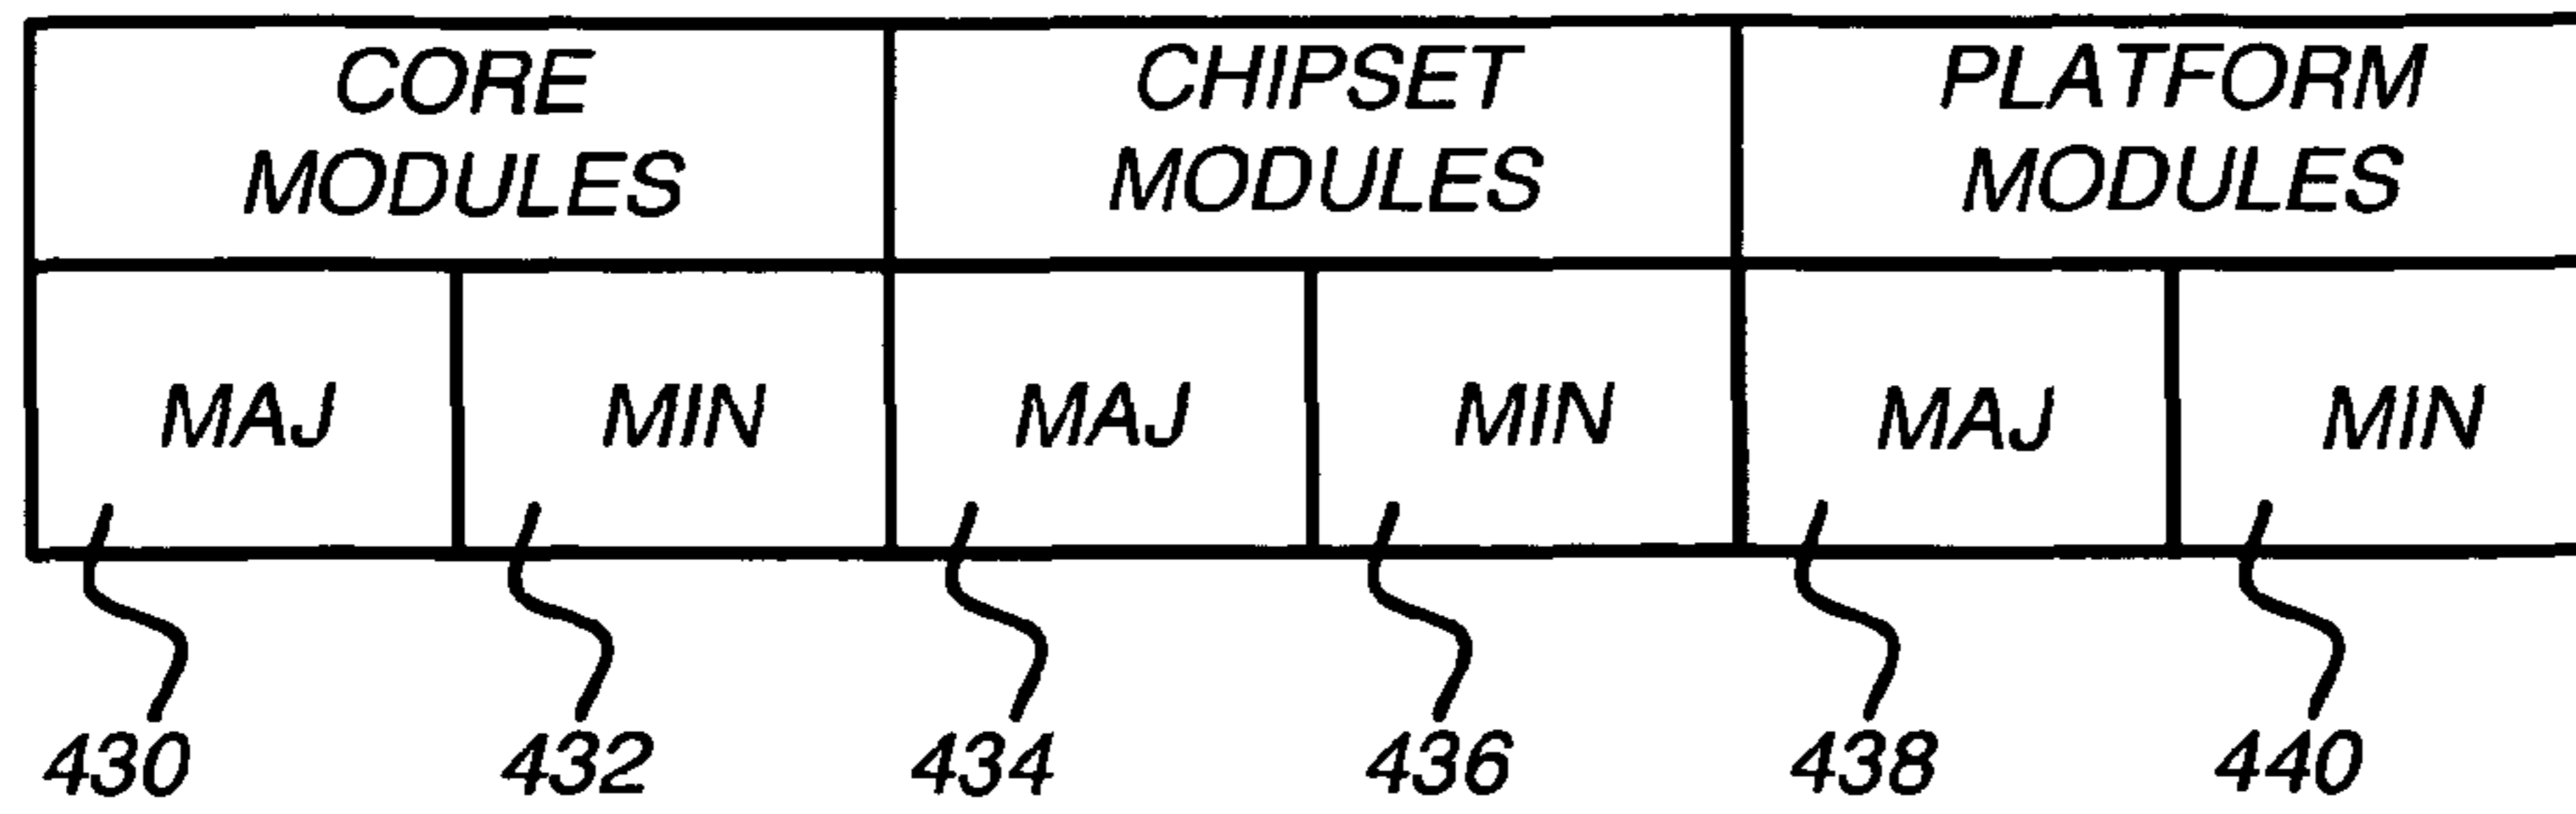 CORE
MODULES
CHIPSET
MODULES
PLATFORM
MODULES
MAJ
MIN
MAJ
MIN
MAJ
MIN
430
432
434
436
438
440